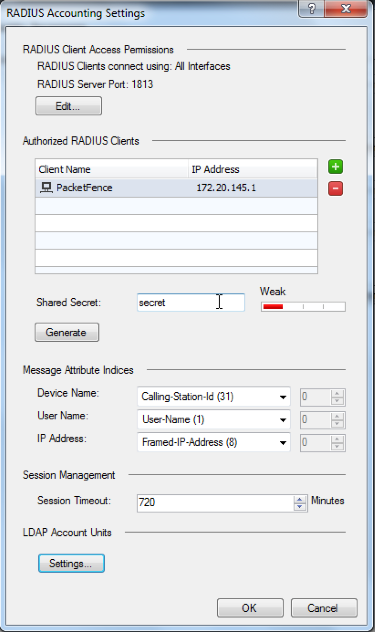 RADIUS Accounting Settings
?
RADIUS Client Access Permissions
RADIUS Clients connect using: All Interfaces
RADIUS Server Port: 1813
Edit...
Authorized RADIUS Clients
Client Name IP Address
PacketFence 172.20.145.1
Weak
Shared Secret: secret
Generate
Message Attribute Indices
Device Name: Calling-Station-Id (31) 0
User Name: User-Name (1) 0
IP Address: Framed-IP-Address (8) 0
Session Management
Session Timeout: 720 Minutes
LDAP Account Units
Settings...
OK Cancel